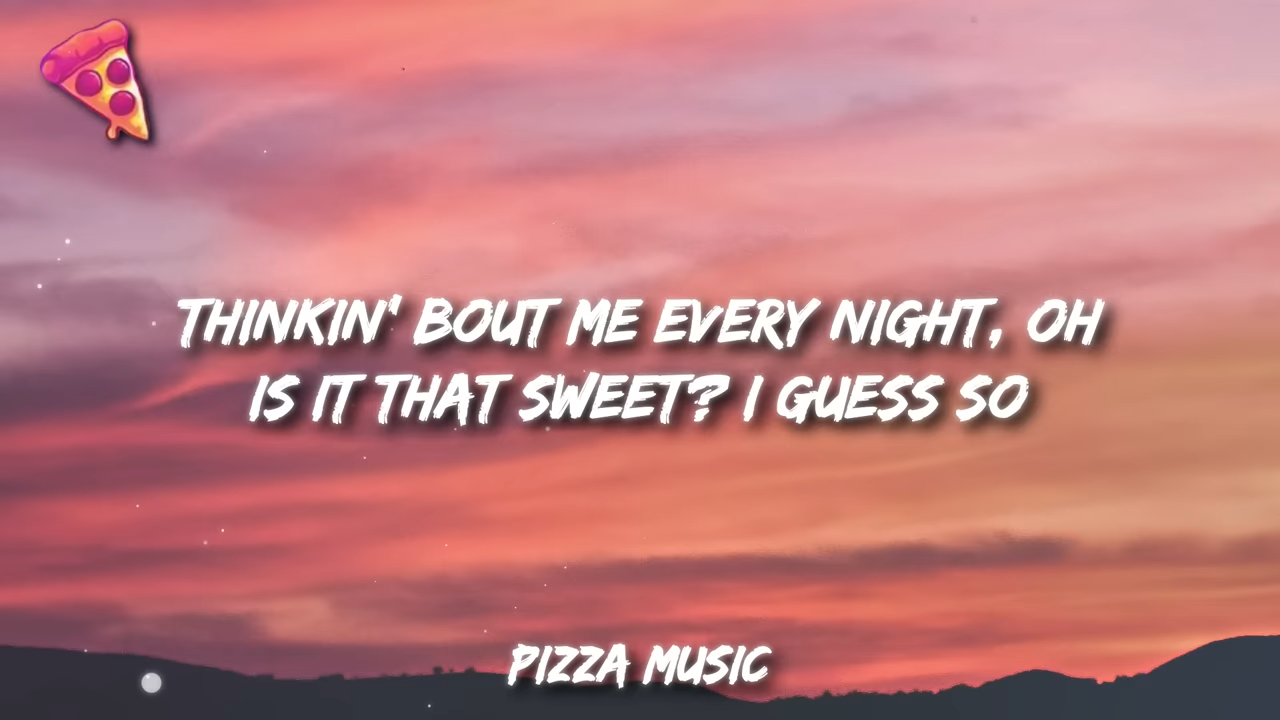 THINKIN' BOUT ME EVERY NIGHT, OH
IS IT THAT SWEET? I GUESS SO
PIZZA MUSIC